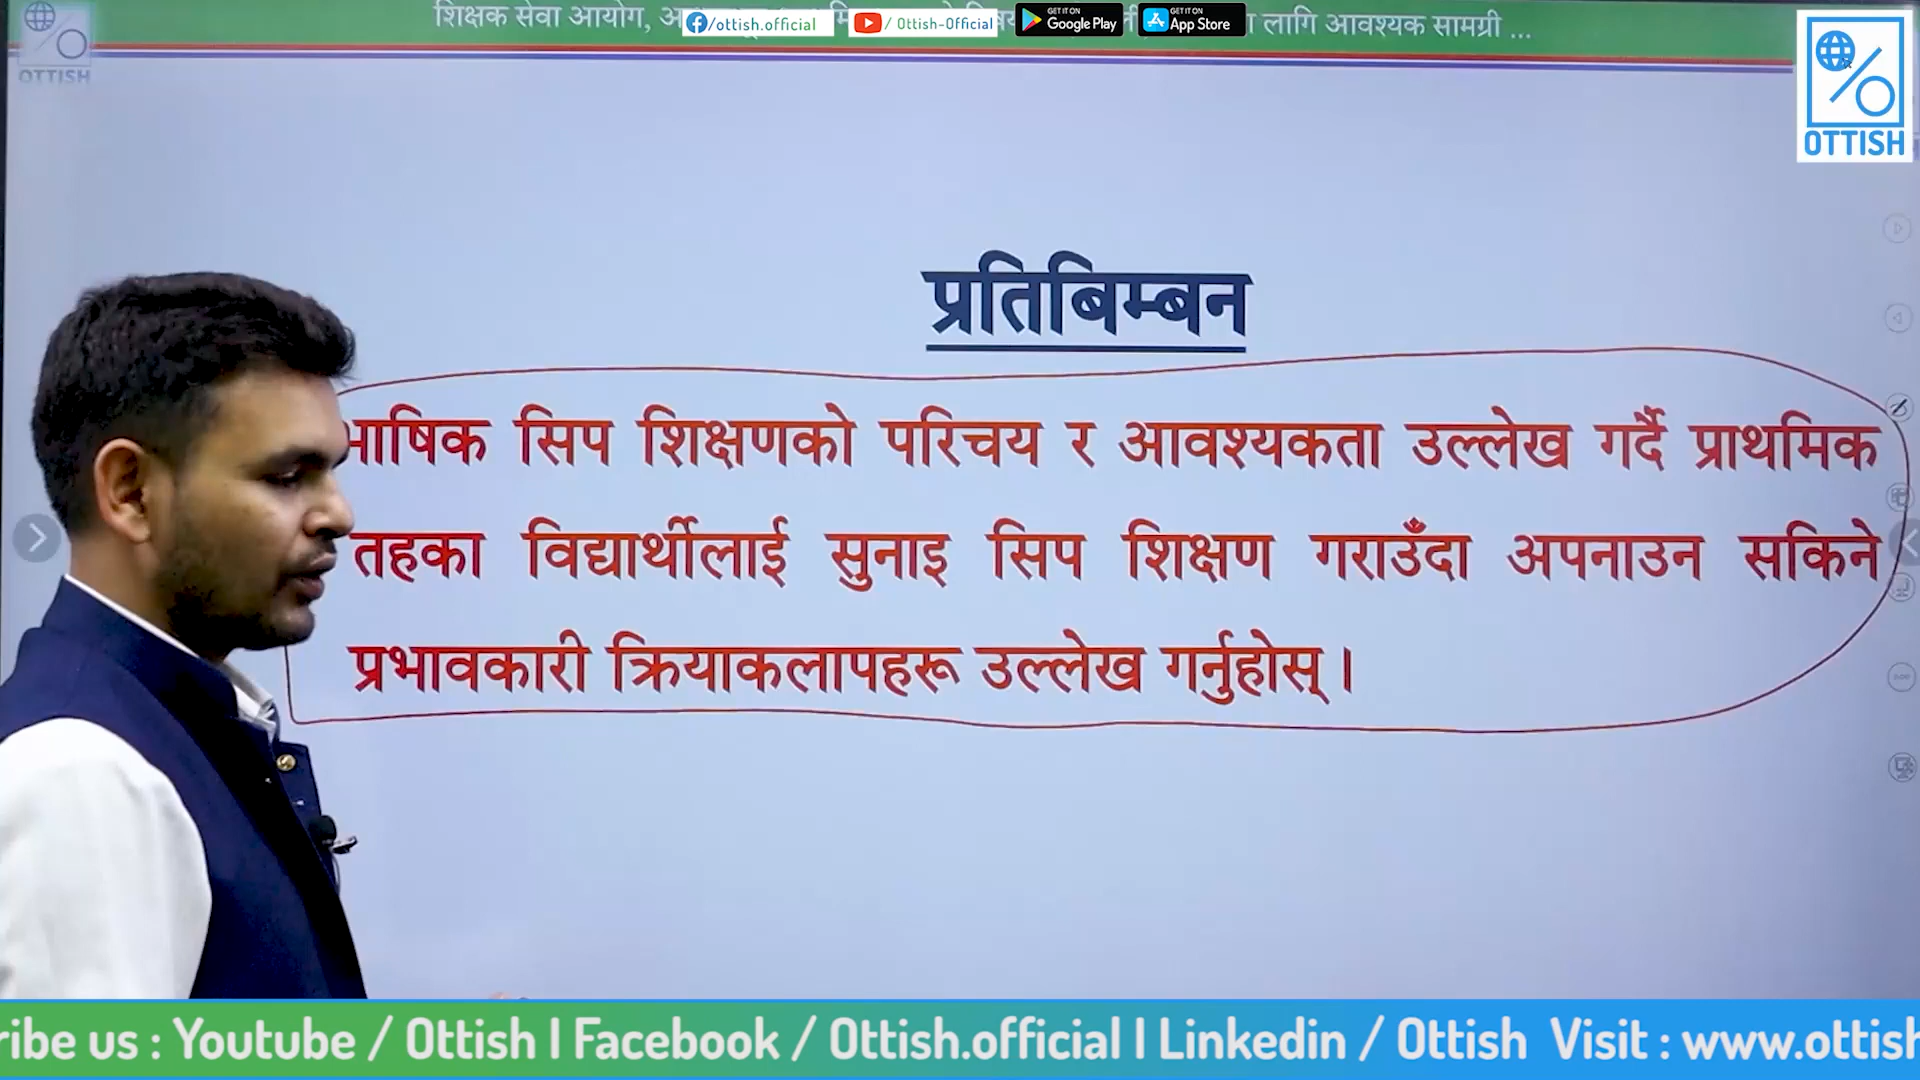 शिक्षक सेवा आयोग,
लागि आवश्यक सामग्री ...
/ottish.official
/ Ottish-Official
GET IT ON
Google Play
GET IT ON
App Store
OTTISH
OTTISH
प्रतिबिम्बन
भाषिक सिप शिक्षणको परिचय र आवश्यकता उल्लेख गर्दै प्राथमिक
तहका विद्यार्थीलाई सुनाइ सिप शिक्षण गराउँदा अपनाउन सकिने
प्रभावकारी क्रियाकलापहरू उल्लेख गर्नुहोस् ।
ribe us : Youtube / Ottish | Facebook / Ottish.official | Linkedin / Ottish Visit : www.ottish